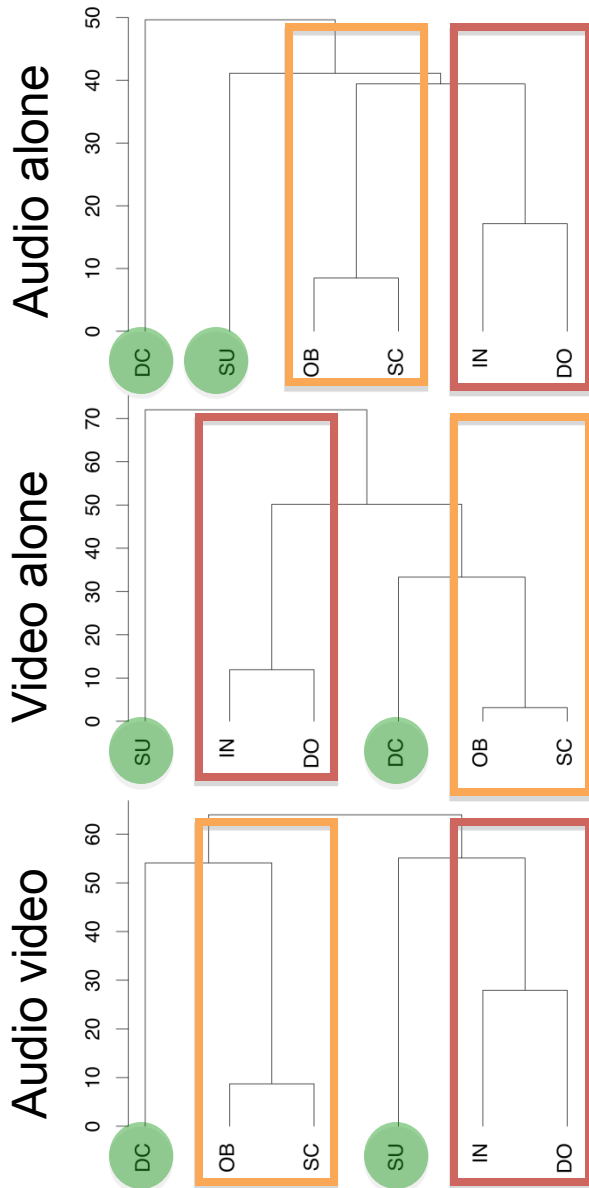 Audio alone
0 10 20 30 40 50
DC
SU
OB
SC
IN
DO
Video alone
0 10 20 30 40 50 60 70
SU
IN
DO
DC
OB
SC
Audio video
0 10 20 30 40 50 60
DC
OB
SC
SU
IN
DO